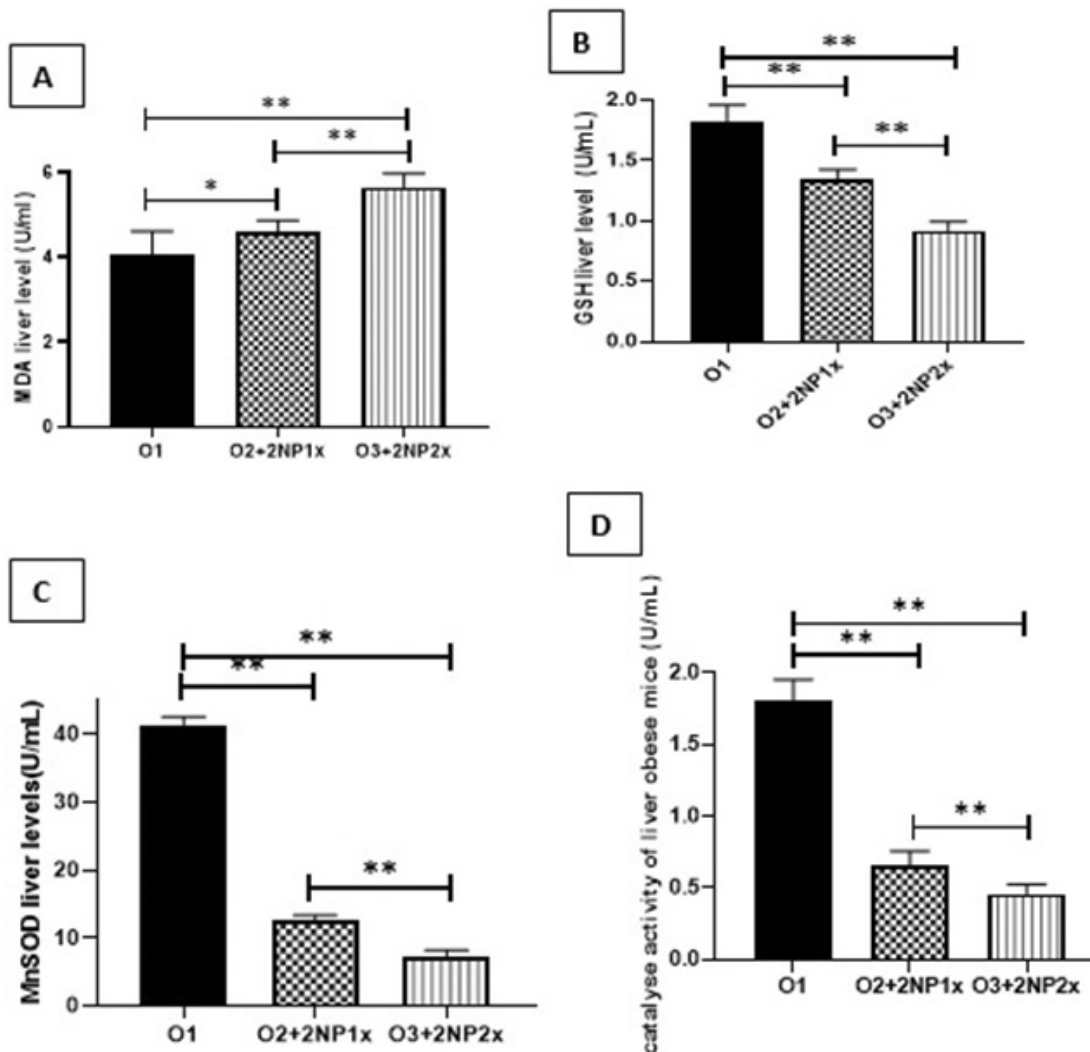 A
MDA liver level (U/ml)
6
4
2
0
**
**
*
O1
O2+2NP1x
O3+2NP2x
B
GSH liver level (U/mL)
2.0
1.5
1.0
0.5
0.0
**
**
**
O1
O2+2NP1x
O3+2NP2x
C
MnSOD liver levels(U/mL)
40
30
20
10
0
**
**
**
O1
O2+2NP1x
O3+2NP2x
D
catalyse activity of liver obese mice (U/mL)
2.0
1.5
1.0
0.5
0.0
**
**
**
O1
O2+2NP1x
O3+2NP2x